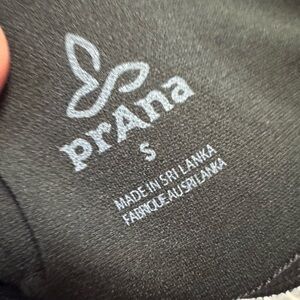 prAna
S
MADE IN SRI LANKA
FABRIQUE AU SRI LANKA